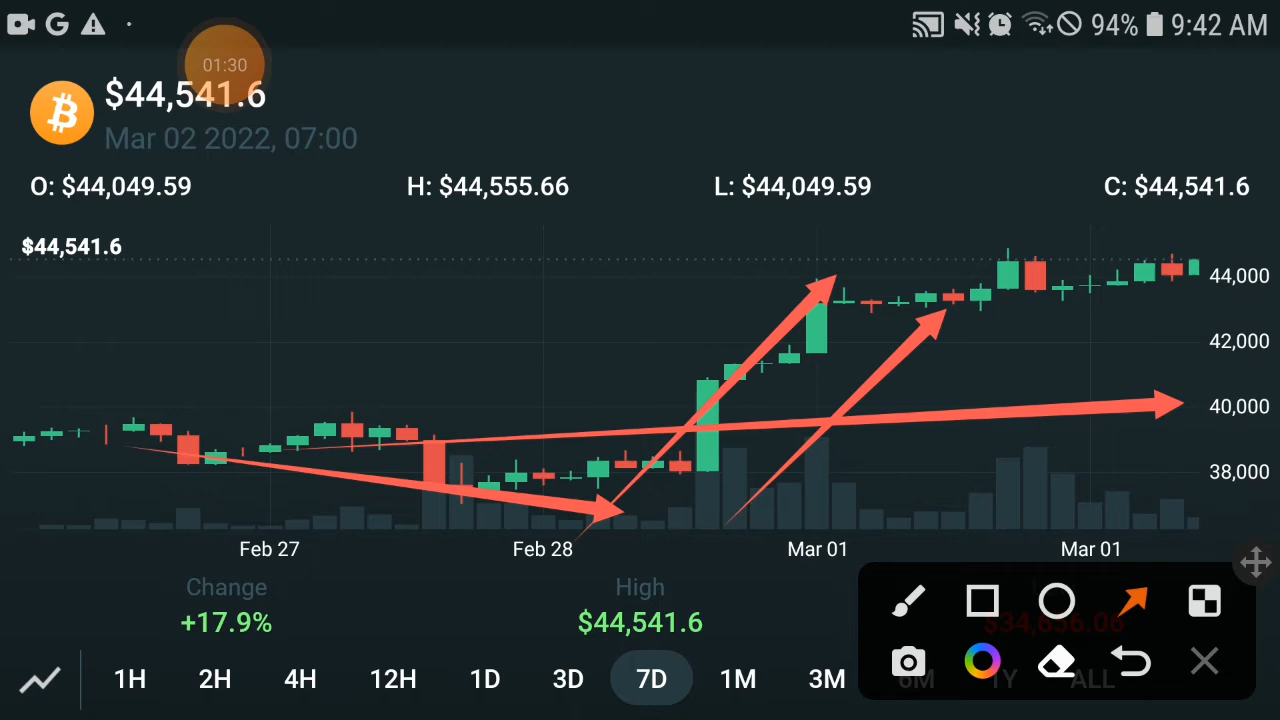 94% 9:42 AM
01:30
$44,541.6
Mar 02 2022, 07:00
O: $44,049.59 H: $44,555.66 L: $44,049.59 C: $44,541.6
$44,541.6
44,000
42,000
40,000
38,000
Feb 27 Feb 28 Mar 01 Mar 01
Change High
+17.9% $44,541.6
1H 2H 4H 12H 1D 3D 7D 1M 3M 6M 1Y ALL